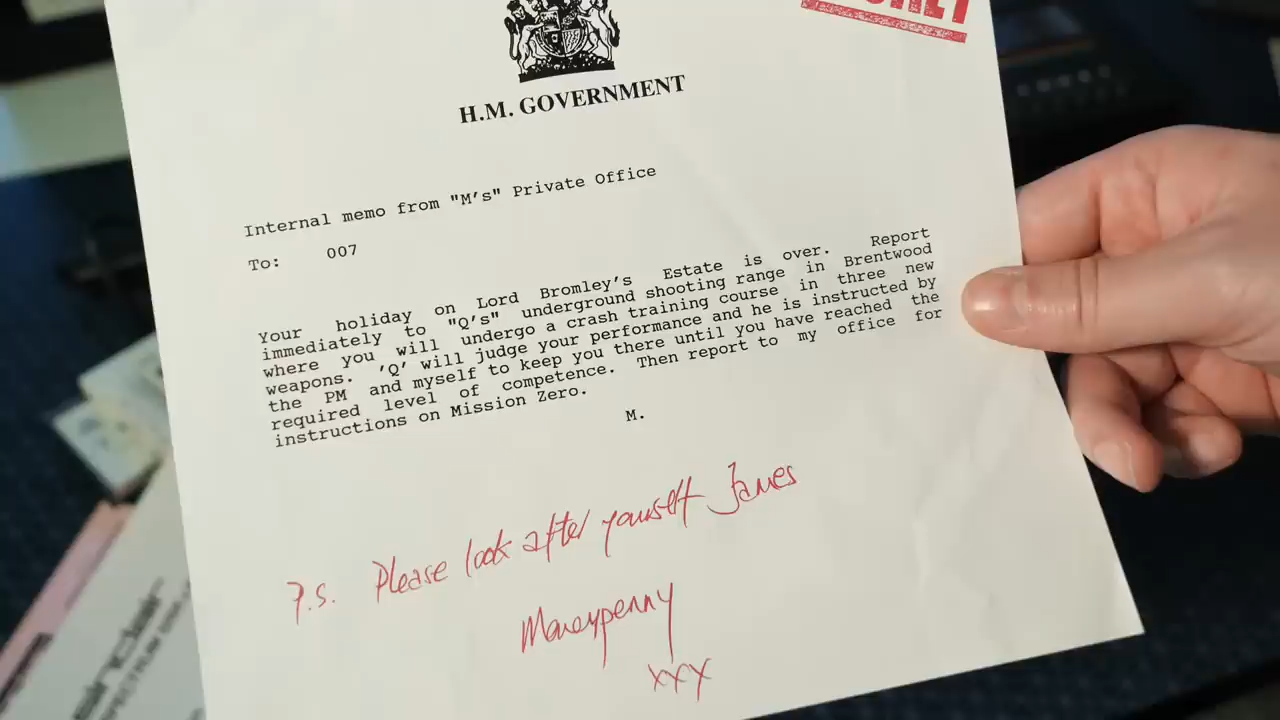 H.M. GOVERNMENT
Internal memo from "M's" Private Office
To: 007
Your holiday on Lord Bromley's Estate is over. Report
immediately to "Q's" underground shooting range in Brentwood
where you will undergo a crash training course in three new
weapons. 'Q' will judge your performance and he is instructed by
the PM and myself to keep you there until you have reached the
required level of competence. Then report to my office for
instructions on Mission Zero.
M.
P.S. Please look after yourself James
Moneypenny
xxx
sinclair